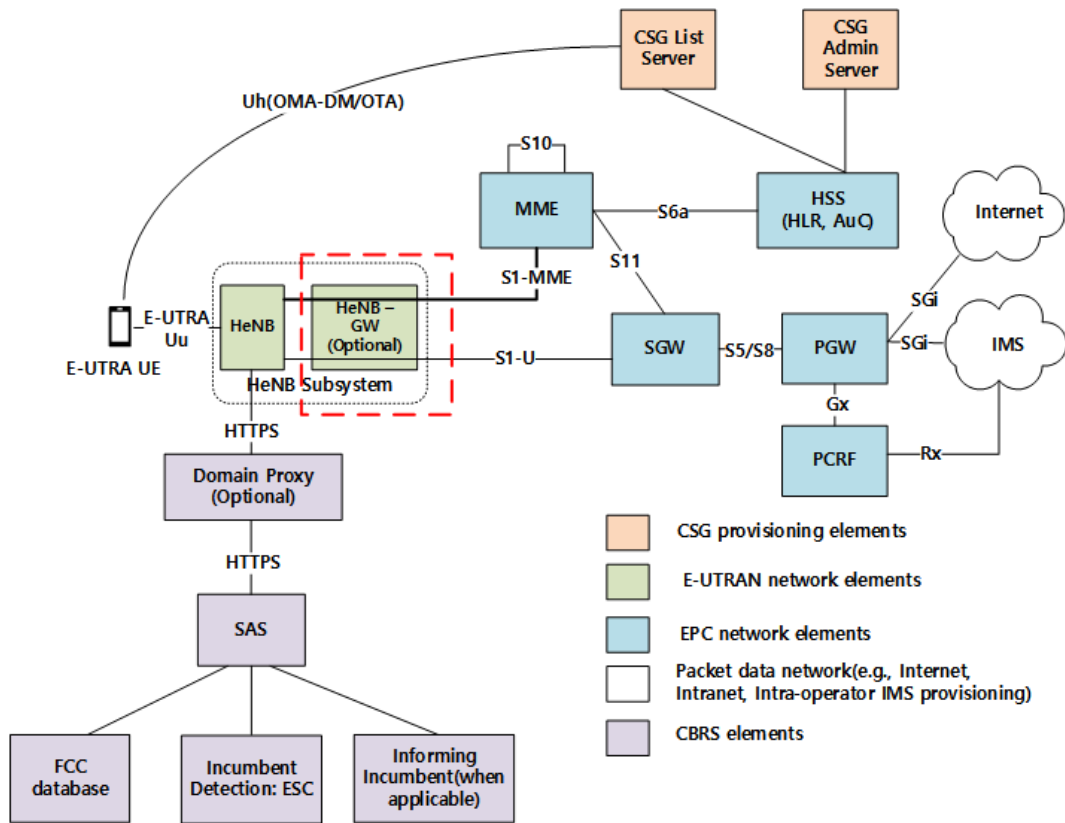 CSG List
Server
CSG
Admin
Server
Uh(OMA-DM/OTA)
S10
MME
S6a
HSS
(HLR, AuC)
Internet
S11
S1-MME
SGi
E-UTRA
Uu
E-UTRA UE
HeNB
HeNB –
GW
(Optional)
HeNB Subsystem
S1-U
SGW
S5/S8
PGW
SGi
IMS
Gx
PCRF
Rx
HTTPS
Domain Proxy
(Optional)
HTTPS
SAS
FCC
database
Incumbent
Detection: ESC
Informing
Incumbent(when
applicable)
CSG provisioning elements
E-UTRAN network elements
EPC network elements
Packet data network(e.g., Internet,
Intranet, Intra-operator IMS provisioning)
CBRS elements